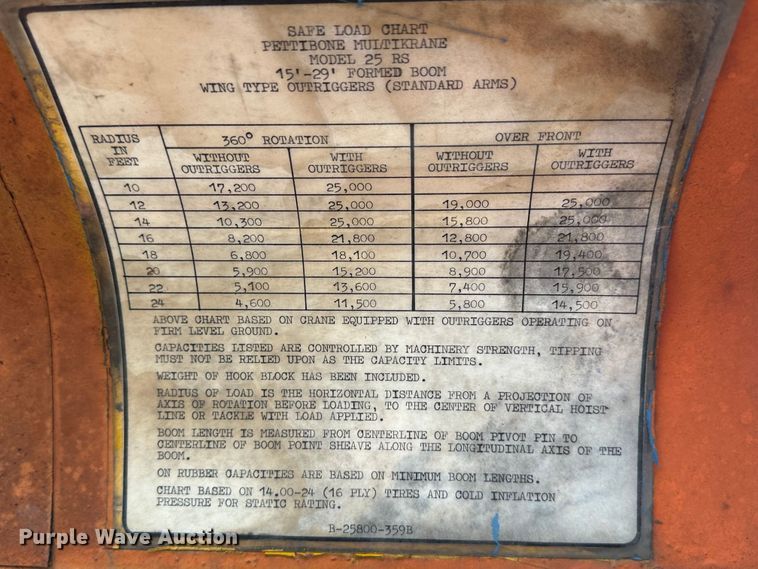 SAFE LOAD CHART
PETTIBONE MULTIKRANE
MODEL 25 RS
15'-29' FORMED BOOM
WING TYPE OUTRIGGERS (STANDARD ARMS)
RADIUS IN FEET 360° ROTATION OVER FRONT
WITHOUT OUTRIGGERS WITH OUTRIGGERS WITHOUT OUTRIGGERS WITH OUTRIGGERS
10 17,200 25,000
12 13,200 25,000 19,000 25,000
14 10,300 25,000 15,800 25,000
16 8,200 21,800 12,800 21,800
18 6,800 18,100 10,700 19,400
20 5,900 15,200 8,900 17,500
22 5,100 13,600 7,400 15,900
24 4,600 11,500 5,800 14,500
ABOVE CHART BASED ON CRANE EQUIPPED WITH OUTRIGGERS OPERATING ON
FIRM LEVEL GROUND.
CAPACITIES LISTED ARE CONTROLLED BY MACHINERY STRENGTH, TIPPING
MUST NOT BE RELIED UPON AS THE CAPACITY LIMITS.
WEIGHT OF HOOK BLOCK HAS BEEN INCLUDED.
RADIUS OF LOAD IS THE HORIZONTAL DISTANCE FROM A PROJECTION OF
AXIS OF ROTATION BEFORE LOADING, TO THE CENTER OF VERTICAL HOIST
LINE OR TACKLE WITH LOAD APPLIED.
BOOM LENGTH IS MEASURED FROM CENTERLINE OF BOOM PIVOT PIN TO
CENTERLINE OF BOOM POINT SHEAVE ALONG THE LONGITUDINAL AXIS OF THE
BOOM.
ON RUBBER CAPACITIES ARE BASED ON MINIMUM BOOM LENGTHS.
CHART BASED ON 14.00-24 (16 PLY) TIRES AND COLD INFLATION
PRESSURE FOR STATIC RATING.
B-25800-359B
Purple Wave Auction